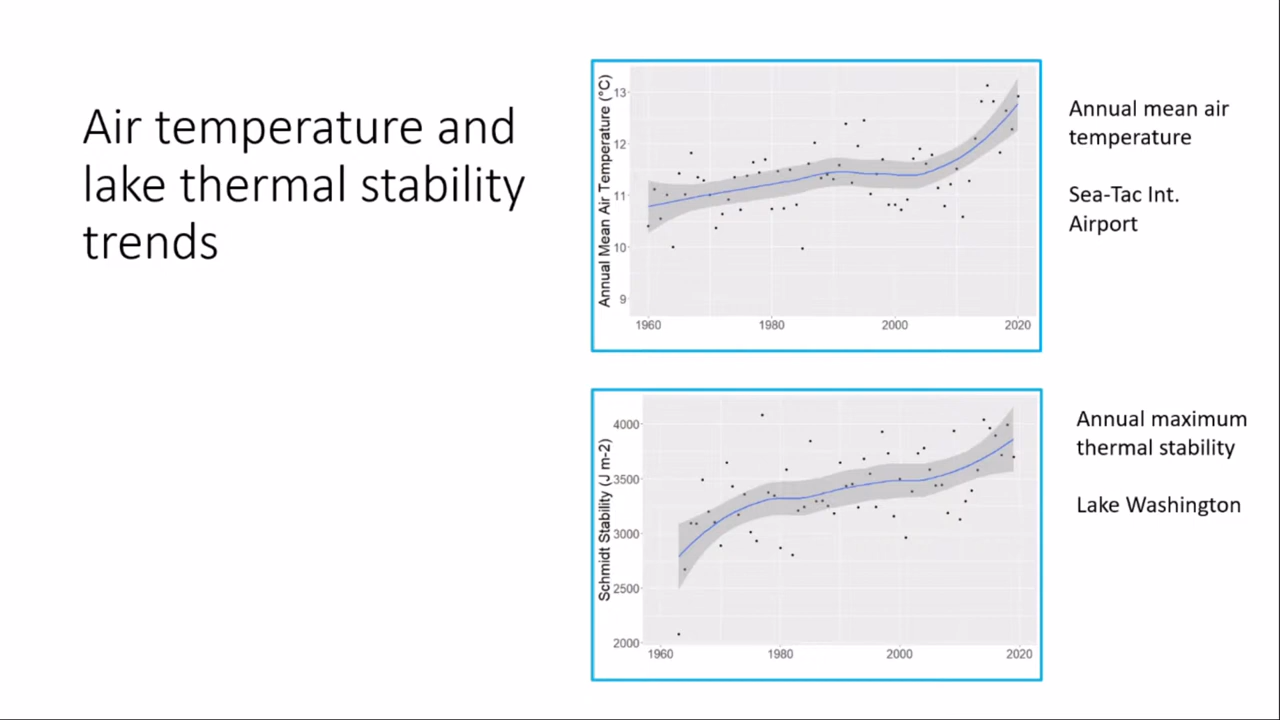 Air temperature and
lake thermal stability
trends
Annual Mean Air Temperature (°C)
13
12
11
10
9
1960 1980 2000 2020
Annual mean air
temperature
Sea-Tac Int.
Airport
Schmidt Stability (J m-2)
4000
3500
3000
2500
2000
1960 1980 2000 2020
Annual maximum
thermal stability
Lake Washington